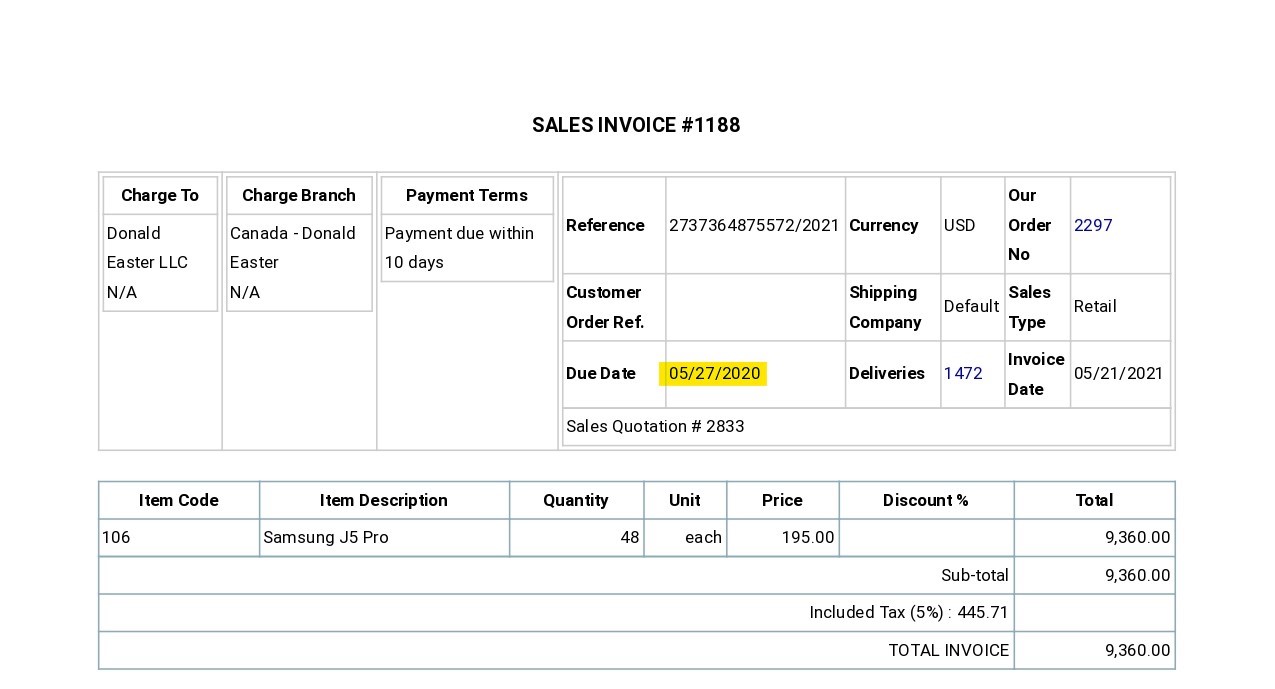 SALES INVOICE #1188
Charge To
Donald
Easter LLC
N/A
Charge Branch
Canada - Donald
Easter
N/A
Payment Terms
Payment due within
10 days
Reference 2737364875572/2021 Currency USD Our Order No 2297
Customer Order Ref. Shipping Company Default Sales Type Retail
Due Date 05/27/2020 Deliveries 1472 Invoice Date 05/21/2021
Sales Quotation # 2833
Item Code Item Description Quantity Unit Price Discount % Total
106 Samsung J5 Pro 48 each 195.00 9,360.00
Sub-total 9,360.00
Included Tax (5%) : 445.71
TOTAL INVOICE 9,360.00